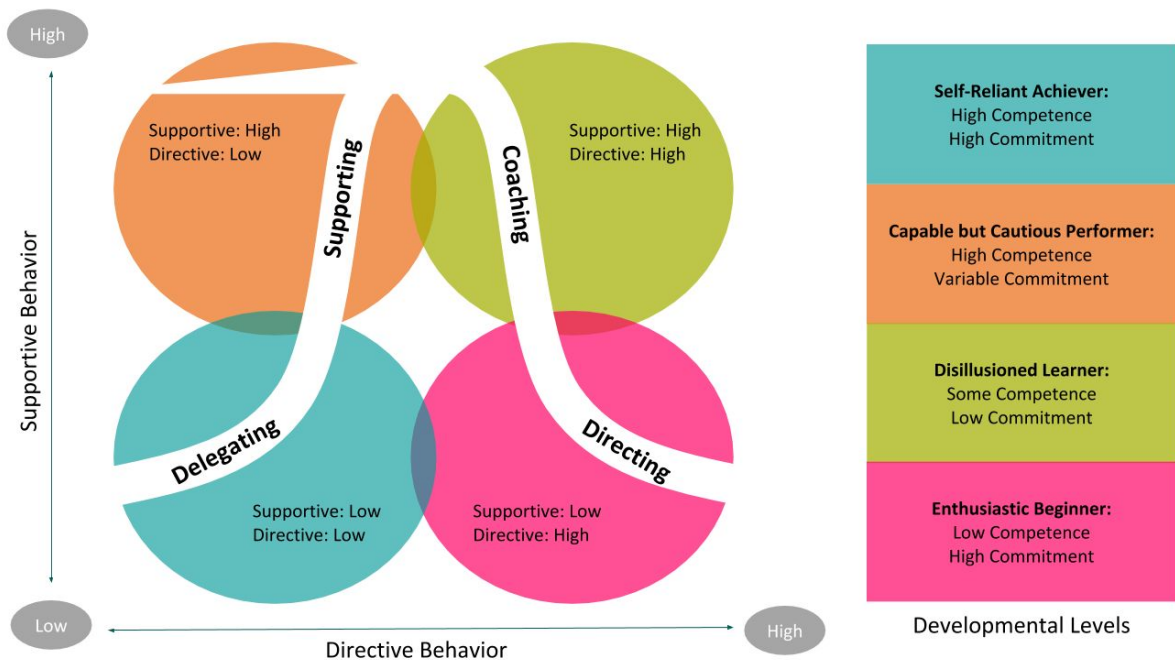 High
Supportive Behavior
Low
Directive Behavior
High
Supportive: High
Directive: Low
Supporting
Supportive: High
Directive: High
Coaching
Delegating
Supportive: Low
Directive: Low
Directing
Supportive: Low
Directive: High
Self-Reliant Achiever:
High Competence
High Commitment
Capable but Cautious Performer:
High Competence
Variable Commitment
Disillusioned Learner:
Some Competence
Low Commitment
Enthusiastic Beginner:
Low Competence
High Commitment
Developmental Levels